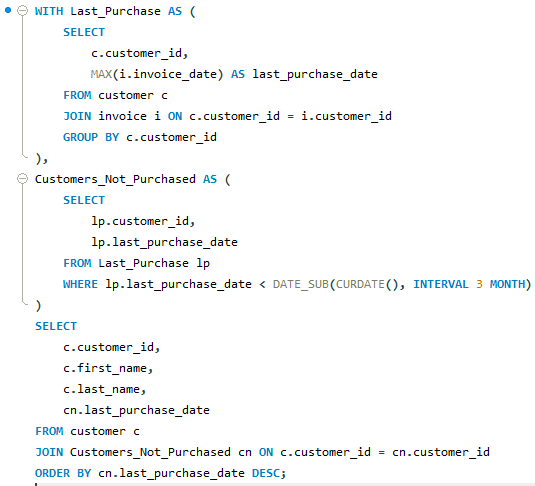 WITH Last_Purchase AS (
    SELECT
        c.customer_id,
        MAX(i.invoice_date) AS last_purchase_date
    FROM customer c
    JOIN invoice i ON c.customer_id = i.customer_id
    GROUP BY c.customer_id
),
Customers_Not_Purchased AS (
    SELECT
        lp.customer_id,
        lp.last_purchase_date
    FROM Last_Purchase lp
    WHERE lp.last_purchase_date < DATE_SUB(CURDATE(), INTERVAL 3 MONTH)
)
SELECT
    c.customer_id,
    c.first_name,
    c.last_name,
    cn.last_purchase_date
FROM customer c
JOIN Customers_Not_Purchased cn ON c.customer_id = cn.customer_id
ORDER BY cn.last_purchase_date DESC;